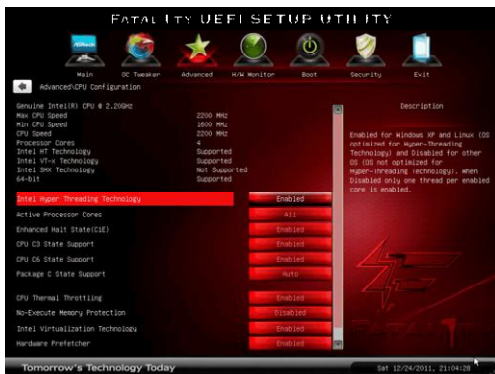 FATAL1TY UEFI SETUP UTILITY
ASRock
Main OC Tweaker Advanced H/W Monitor Boot Security Exit
Advanced\CPU Configuration
Description
Genuine Intel(R) CPU @ 2.20GHz
Max CPU Speed 2200 MHz
Min CPU Speed 1600 MHz
CPU Speed 2200 MHz
Processor Cores 4
Intel HT Technology Supported
Intel VT-x Technology Supported
Intel SMX Technology Not Supported
64-bit Supported
Enabled for Windows XP and Linux (OS
optimized for Hyper-Threading
Technology) and Disabled for other
OS (OS not optimized for
Hyper-Threading Technology). When
Disabled only one thread per enabled
core is enabled.
Intel Hyper Threading Technology Enabled
Active Processor Cores All
Enhanced Halt State(C1E) Enabled
CPU C3 State Support Enabled
CPU C6 State Support Enabled
Package C State Support Auto
CPU Thermal Throttling Enabled
No-Execute Memory Protection Disabled
Intel Virtualization Technology Enabled
Hardware Prefetcher Enabled
Tomorrow's Technology Today
Sat 12/24/2011, 21:04:28